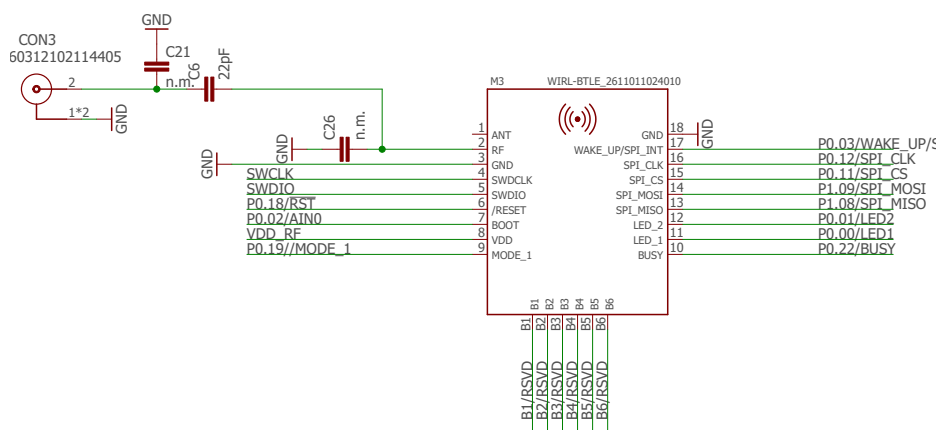 GND
CON3
60312102114405
C21
n.m.
C6
22pF
2
1*2
GND
M3
WIRL-BTLE_2611011024010
C26
n.m.
GND
GND
1 ANT
2 RF
3 GND
SWCLK 4 SWDCLK
SWDIO 5 SWDIO
P0.18/RST 6 /RESET
P0.02/AIN0 7 BOOT
VDD_RF 8 VDD
P0.19//MODE_1 9 MODE_1
GND 18 GND
WAKE_UP/SPI_INT 17 P0.03/WAKE_UP/S
SPI_CLK 16 P0.12/SPI_CLK
SPI_CS 15 P0.11/SPI_CS
SPI_MOSI 14 P1.09/SPI_MOSI
SPI_MISO 13 P1.08/SPI_MISO
LED_2 12 P0.01/LED2
LED_1 11 P0.00/LED1
BUSY 10 P0.22/BUSY
B1 B2 B3 B4 B5 B6
B1 B2 B3 B4 B5 B6
B1/RSVD
B2/RSVD
B3/RSVD
B4/RSVD
B5/RSVD
B6/RSVD